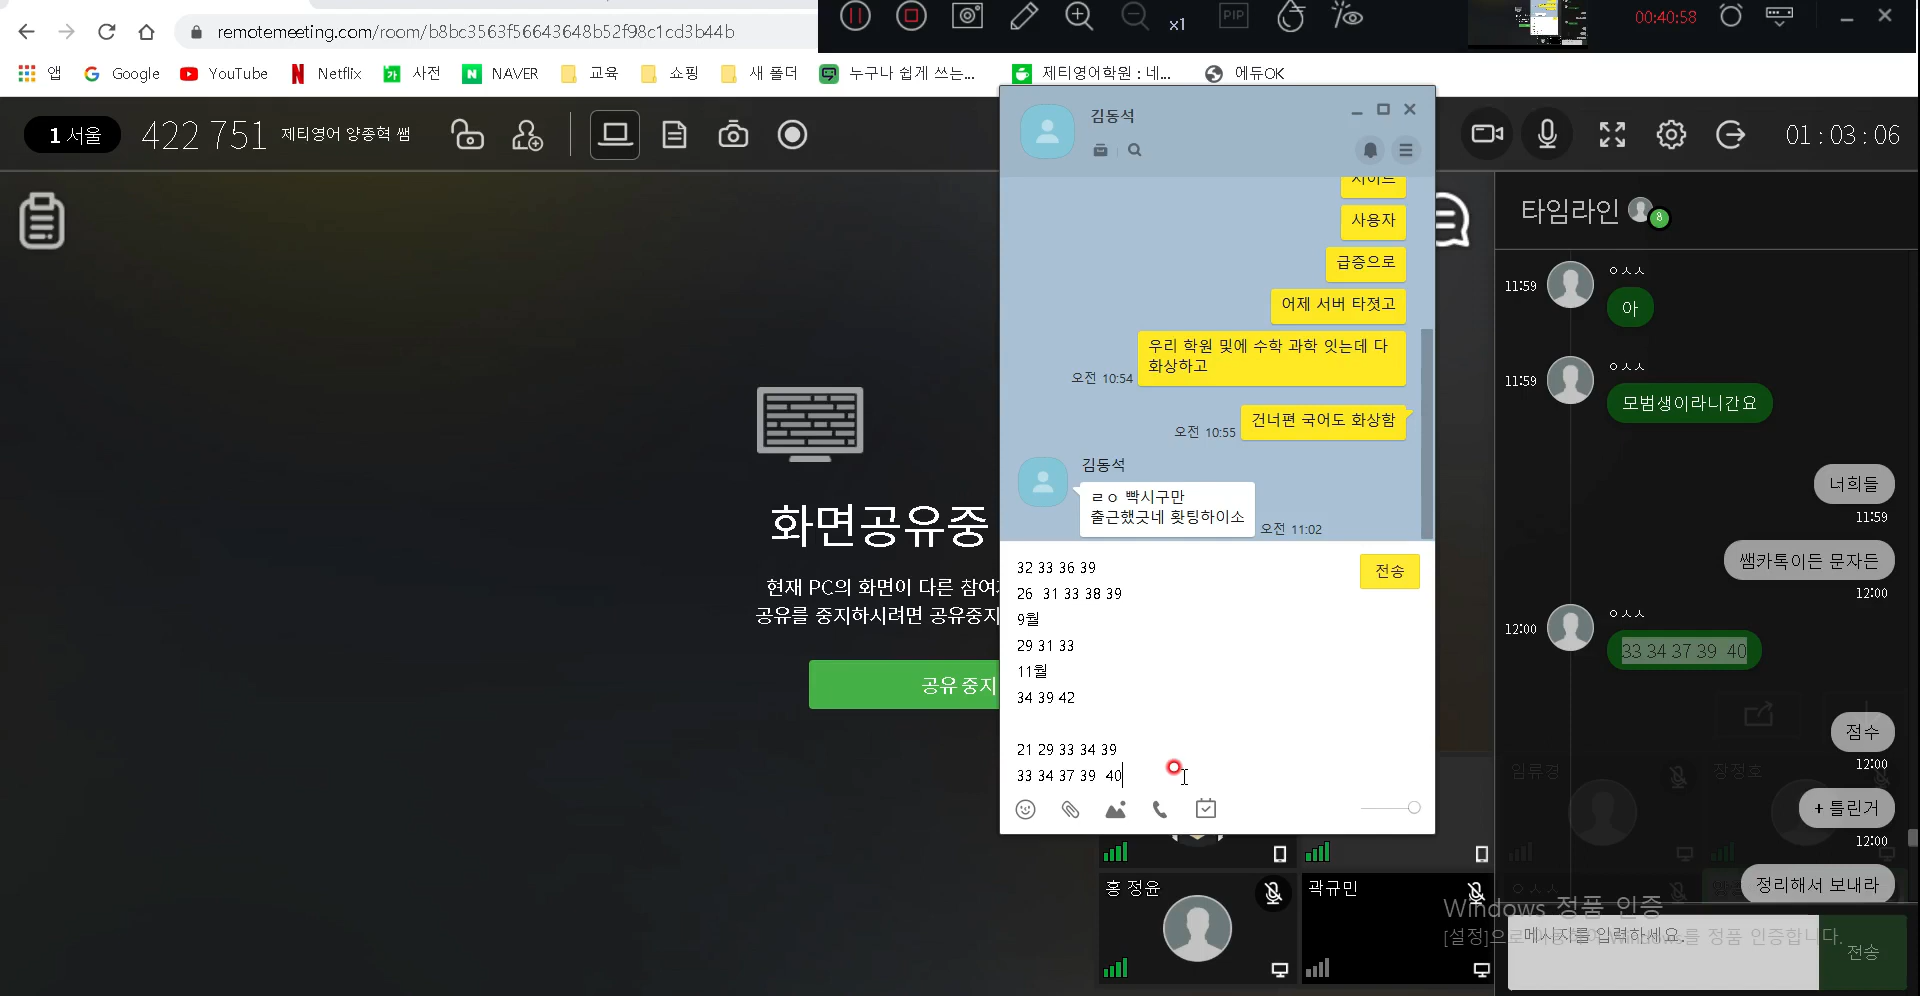 remotemeeting.com/room/b8bc3563f56643648b52f98c1cd3b44b
x1
PIP
00:40:58
앱
Google
YouTube
Netflix
사전
NAVER
교육
쇼핑
새 폴더
누구나 쉽게 쓰는...
제티영어학원 : 네...
에듀OK
1 서울
422 751
제티영어 양종혁 쌤
01 : 03 : 06
화면공유중
현재 PC의 화면이 다른 참여
공유를 중지하시려면 공유중지
공유 중지
김동석
사이트
사용자
급증으로
어제 서버 타졋고
우리 학원 및에 수학 과학 잇는데 다
화상하고
오전 10:54
건너편 국어도 화상함
오전 10:55
김동석
ㄹㅇ 빡시구만
출근했긋네 홧팅하이소
오전 11:02
32 33 36 39
26  31 33 38 39
9월
29 31 33
11월
34 39 42
21 29 33 34 39
33 34 37 39  40
전송
타임라인
8
ㅇㅅㅅ
11:59
아
ㅇㅅㅅ
11:59
모범생이라니간요
너희들
11:59
쌤카톡이든 문자든
12:00
ㅇㅅㅅ
12:00
33 34 37 39  40
점수
12:00
장정호
+ 틀린거
12:00
ㅇㅅㅅ
정리해서 보내라
홍 정윤
곽규민
Windows 정품 인증
메시지를 입력하세요.
전송